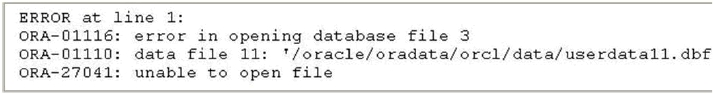 ERROR at line 1:
ORA-01116: error in opening database file 3
ORA-01110: data file 11: '/oracle/oradata/orcl/data/userdata11.dbf
ORA-27041: unable to open file